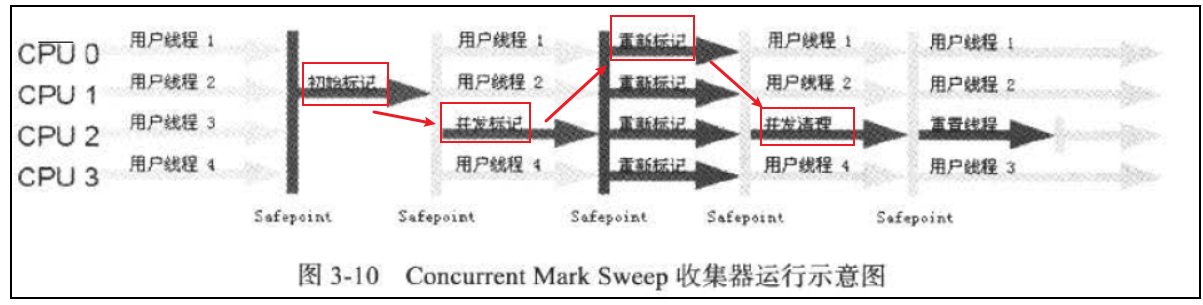 CPU 0 用户线程 1 用户线程 1 重新标记 用户线程 1 用户线程 1
CPU 1 用户线程 2 初始标记 用户线程 2 重新标记 用户线程 2 用户线程 2
CPU 2 用户线程 3 并发标记 重新标记 并发清理 重置线程
CPU 3 用户线程 4 用户线程 4 重新标记 用户线程 4 用户线程 3
Safepoint Safepoint Safepoint Safepoint Safepoint
图 3-10 Concurrent Mark Sweep 收集器运行示意图